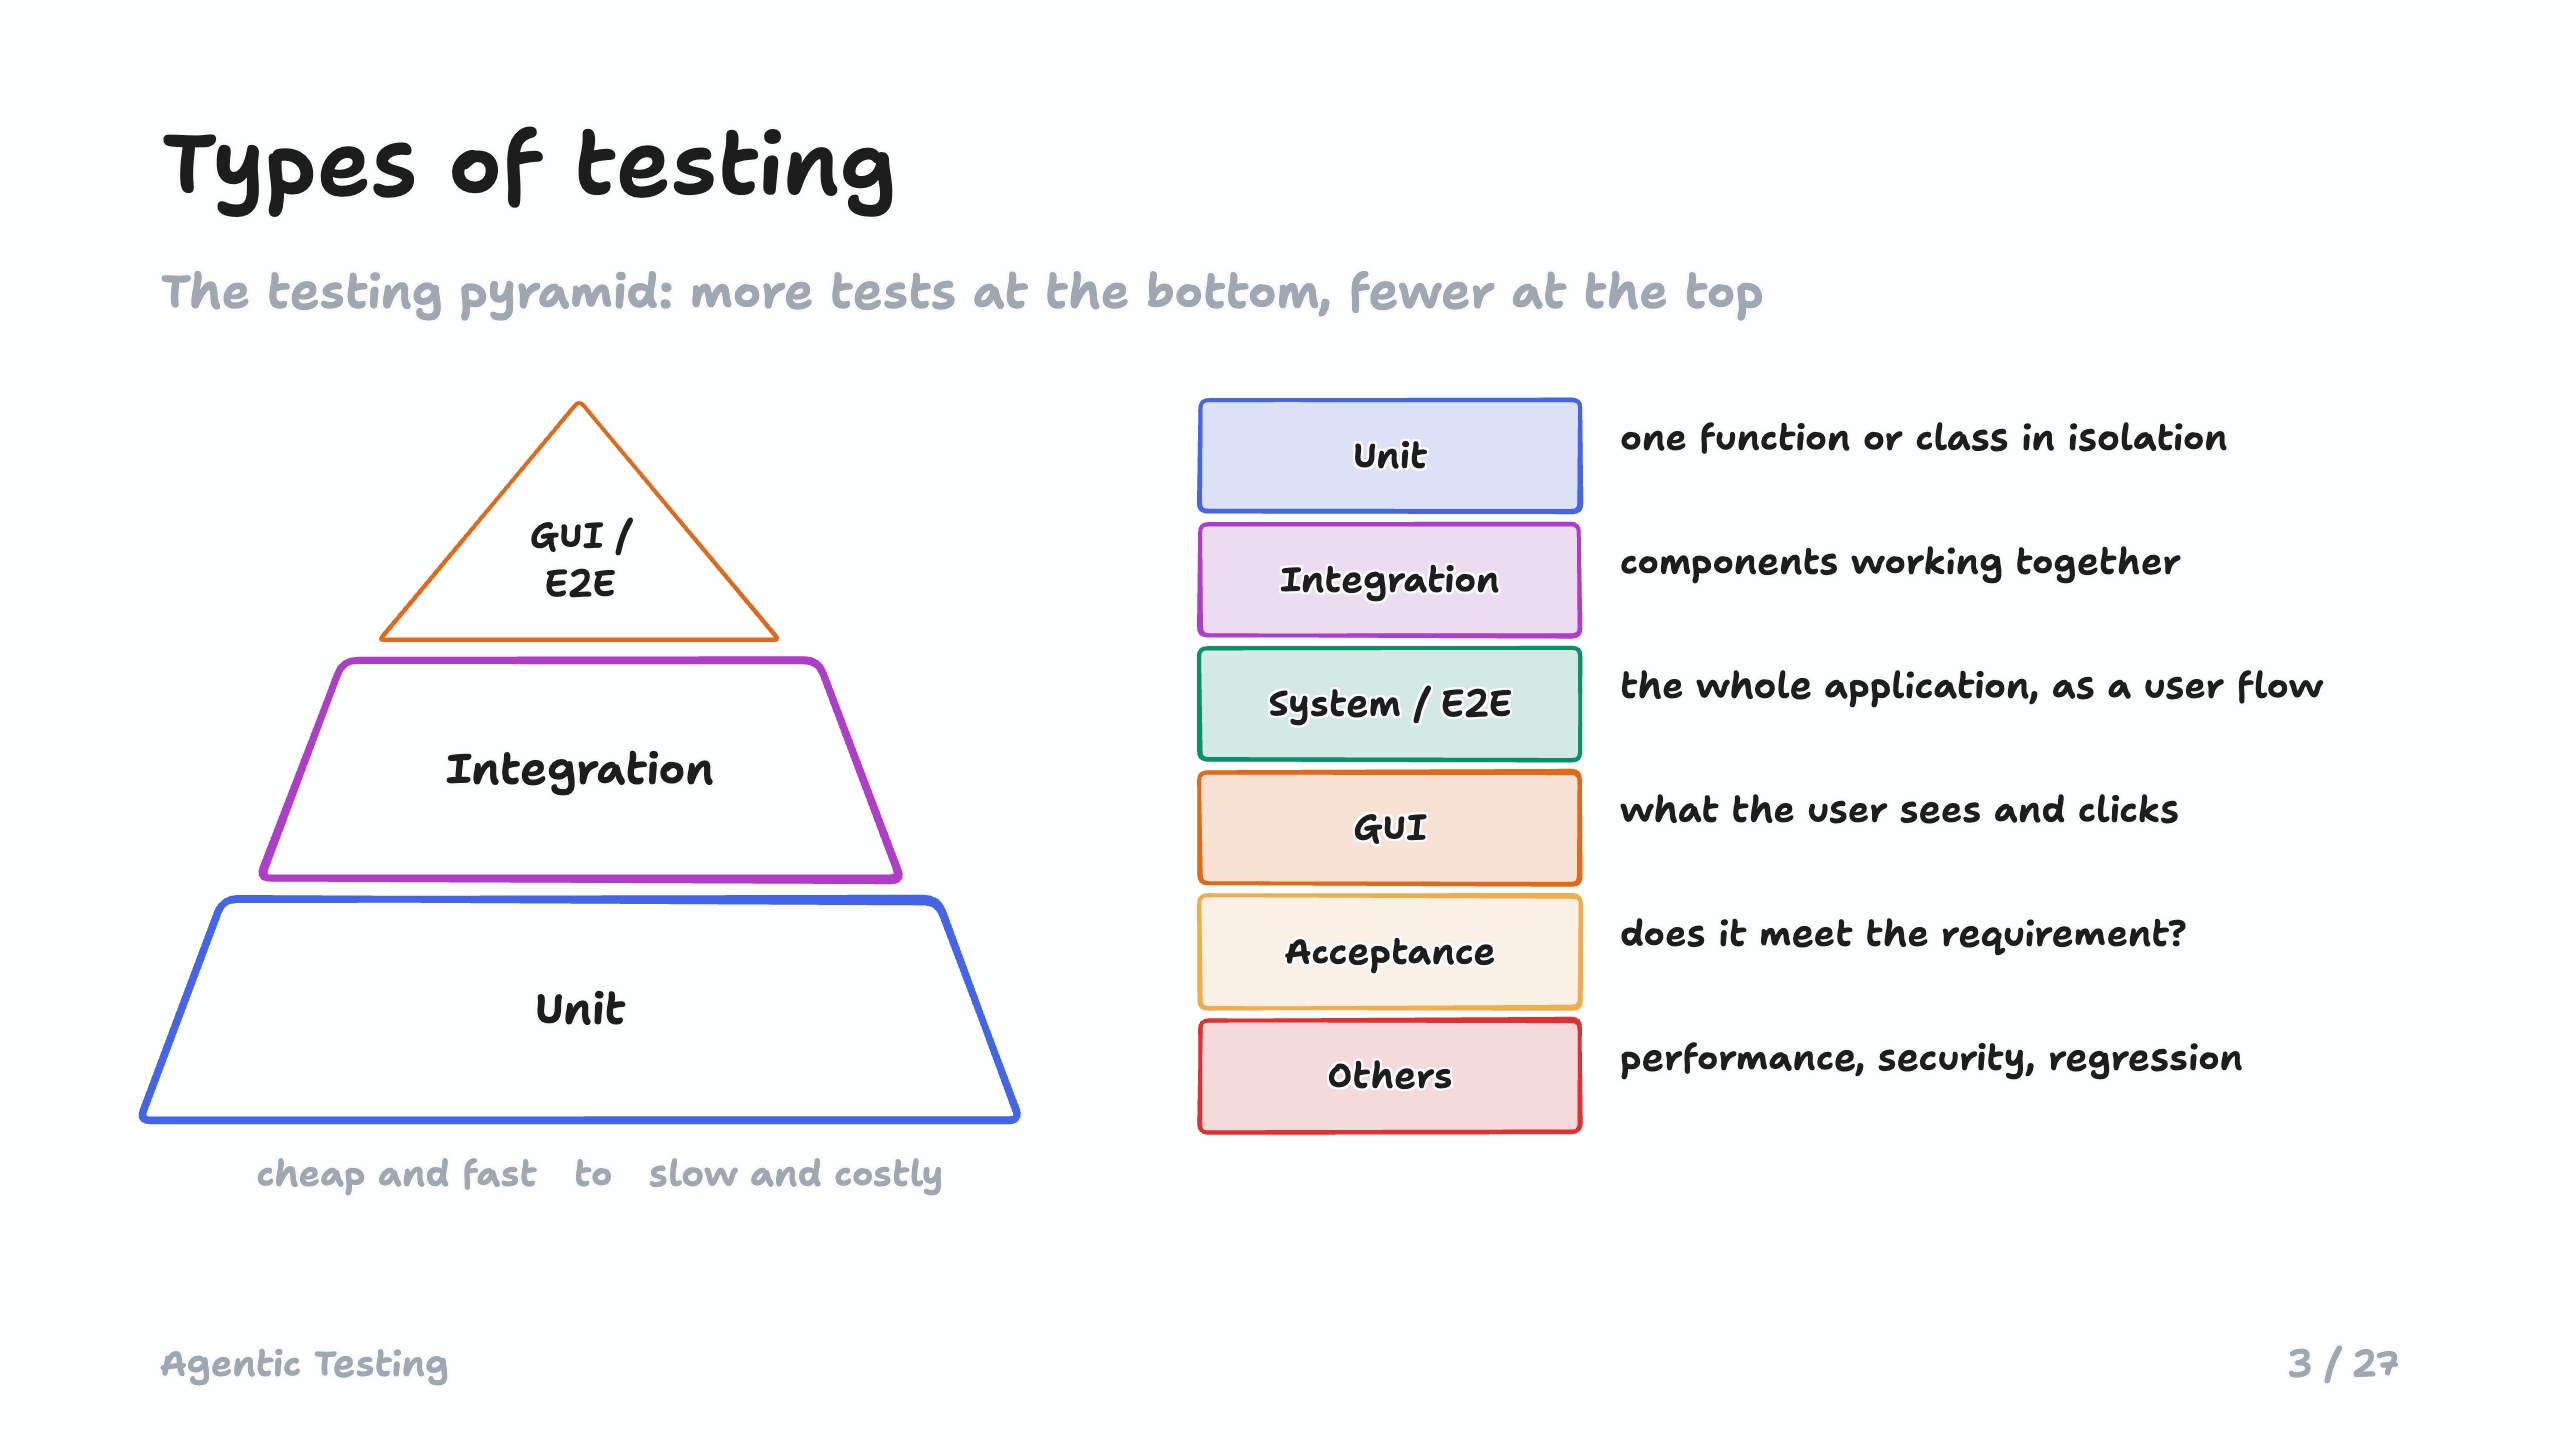 Types of testing
The testing pyramid: more tests at the bottom, fewer at the top
GUI /
E2E
Integration
Unit
cheap and fast to slow and costly
Unit
one function or class in isolation
Integration
components working together
System / E2E
the whole application, as a user flow
GUI
what the user sees and clicks
Acceptance
does it meet the requirement?
Others
performance, security, regression
Agentic Testing
3 / 27